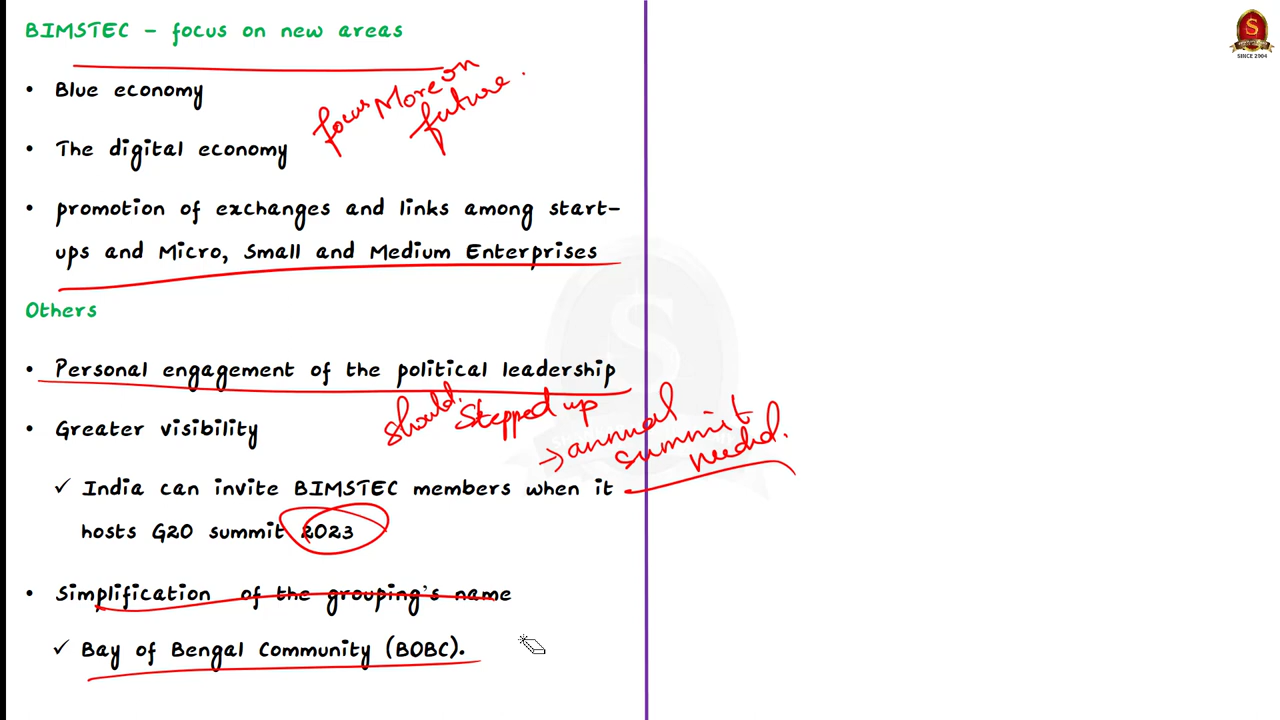 BIMSTEC - focus on new areas
• Blue economy
focus More on
future.
• The digital economy
• promotion of exchanges and links among start-
ups and Micro, Small and Medium Enterprises
Others
• Personal engagement of the political leadership
should stepped up
→ annual
summit
needed.
• Greater visibility
✓ India can invite BIMSTEC members when it
hosts G20 summit 2023
• Simplification of the grouping's name
✓ Bay of Bengal Community (BOBC).
S
SINCE 2004
S